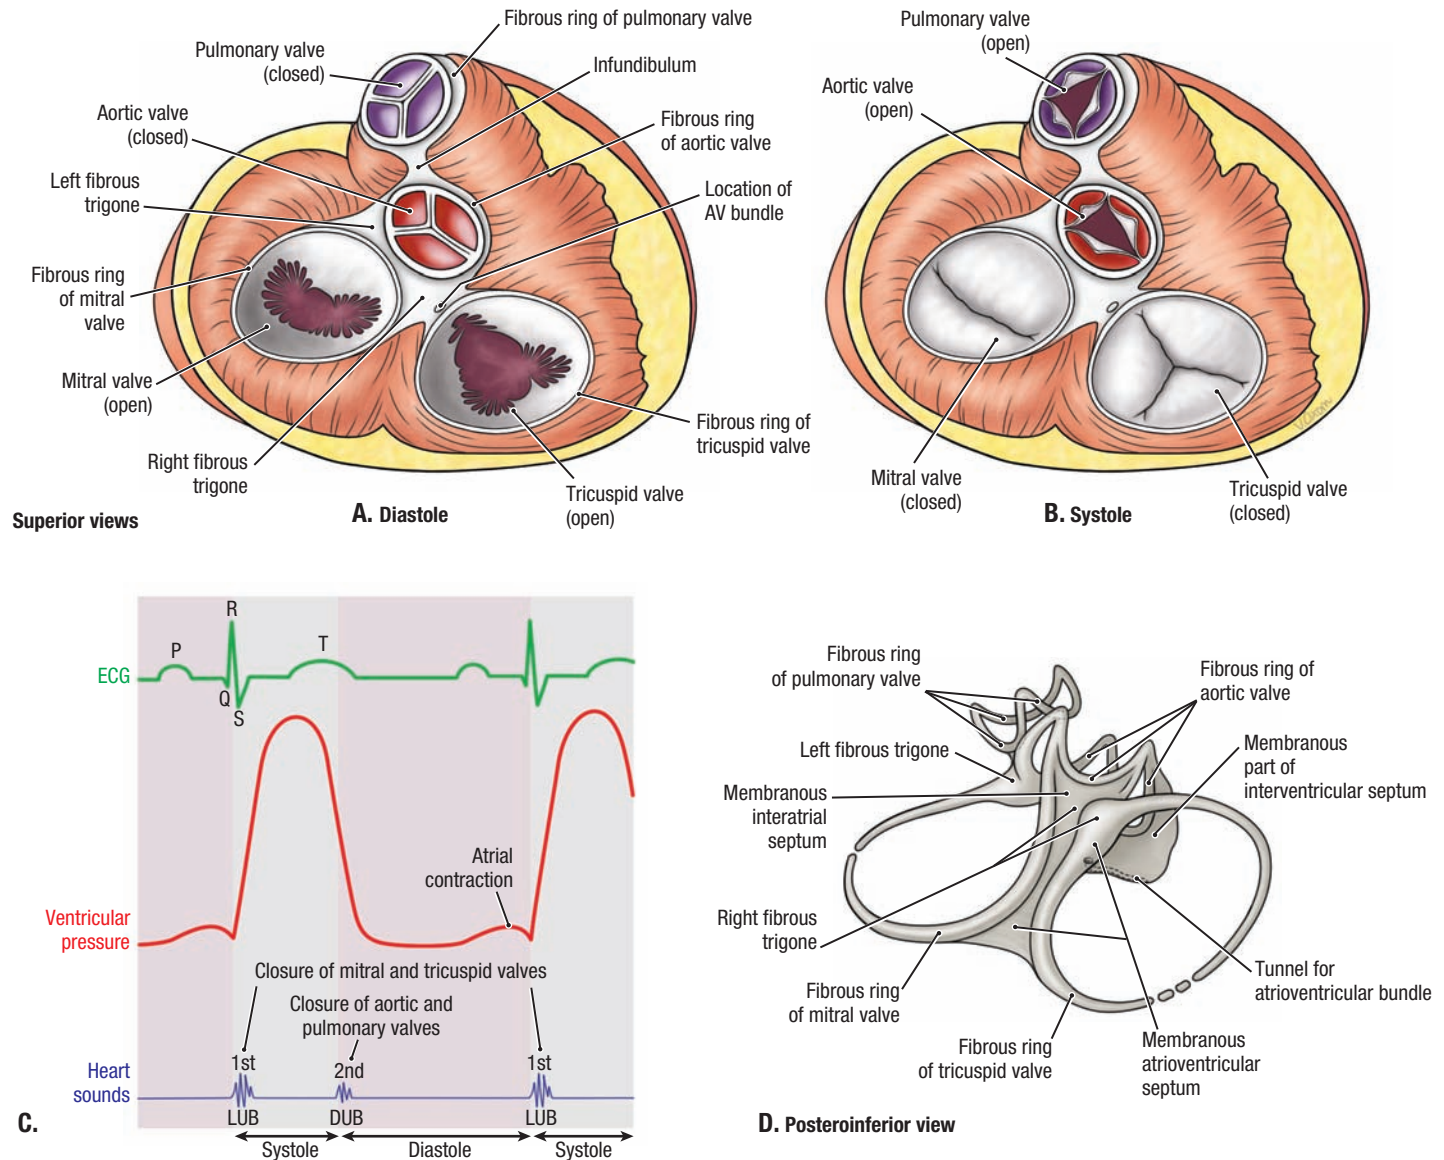 Fibrous ring of pulmonary valve
Pulmonary valve
(closed)
Infundibulum
Aortic valve
(closed)
Fibrous ring
of aortic valve
Left fibrous
trigone
Location of
AV bundle
Fibrous ring
of mitral
valve
Mitral valve
(open)
Fibrous ring of
tricuspid valve
Right fibrous
trigone
Tricuspid valve
(open)
Superior views
A. Diastole
Pulmonary valve
(open)
Aortic valve
(open)
Mitral valve
(closed)
Tricuspid valve
(closed)
B. Systole
R
P
T
ECG
Q
S
Atrial
contraction
Ventricular
pressure
Closure of mitral and tricuspid valves
Closure of aortic and
pulmonary valves
1st
2nd
1st
Heart
sounds
LUB
DUB
LUB
C.
Systole
Diastole
Systole
Fibrous ring
of pulmonary valve
Fibrous ring of
aortic valve
Left fibrous trigone
Membranous
part of
interventricular septum
Membranous
interatrial
septum
Right fibrous
trigone
Tunnel for
atrioventricular bundle
Fibrous ring
of mitral valve
Fibrous ring
of tricuspid valve
Membranous
atrioventricular
septum
D. Posteroinferior view